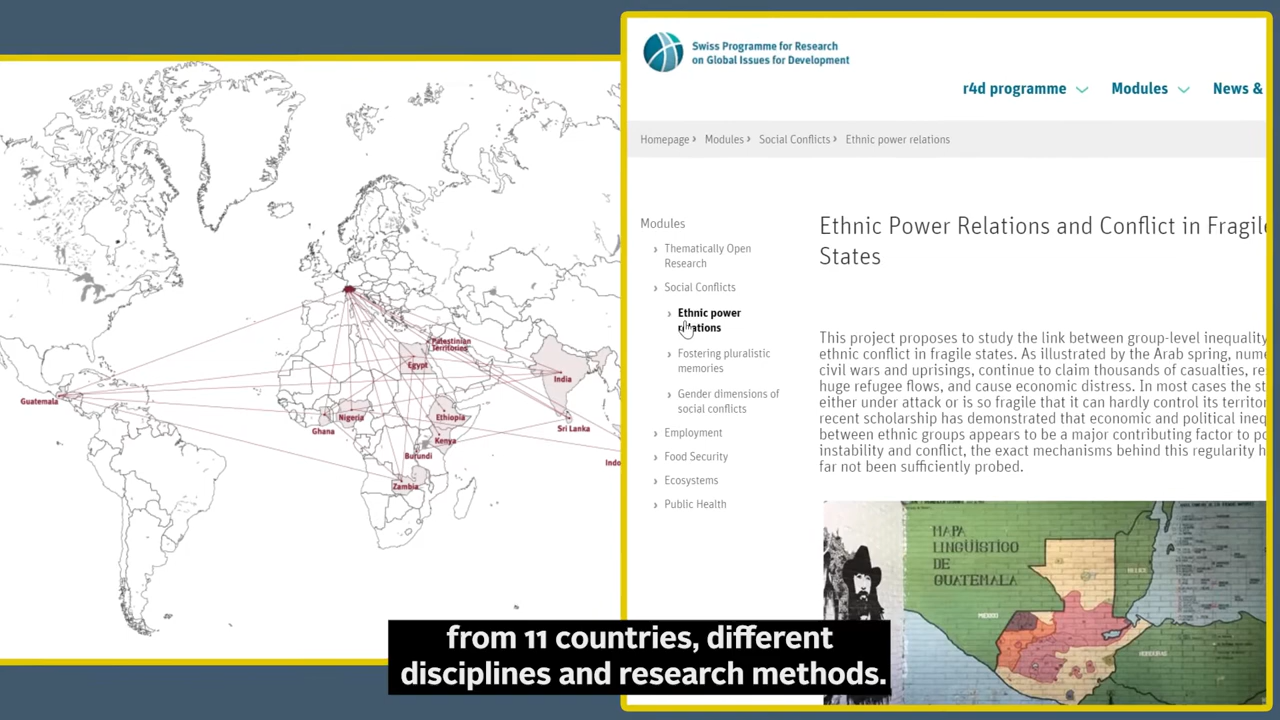 Swiss Programme for Research
on Global Issues for Development
r4d programme
Modules
News &
Homepage › Modules › Social Conflicts › Ethnic power relations
Modules
› Thematically Open
Research
› Social Conflicts
› Ethnic power
relations
› Fostering pluralistic
memories
› Gender dimensions of
social conflicts
› Employment
› Food Security
› Ecosystems
› Public Health
Ethnic Power Relations and Conflict in Fragile
States
This project proposes to study the link between group-level inequality
ethnic conflict in fragile states. As illustrated by the Arab spring,
civil wars and uprisings, continue to claim thousands of casualties,
huge refugee flows, and cause economic distress. In most cases the
either under attack or is so fragile that it can hardly control its
recent scholarship has demonstrated that economic and political
between ethnic groups appears to be a major contributing factor to
instability and conflict, the exact mechanisms behind this regularity
far not been sufficiently probed.
MAPA
LINGÜISTICO
DE
GUATEMALA
MEXICO
BELICE
HONDURAS
Palestinian
Territories
Egypt
India
Guatemala
Nigeria
Ghana
Ethiopia
Kenya
Sri Lanka
Burundi
Indo
Zambia
from 11 countries, different
disciplines and research methods.